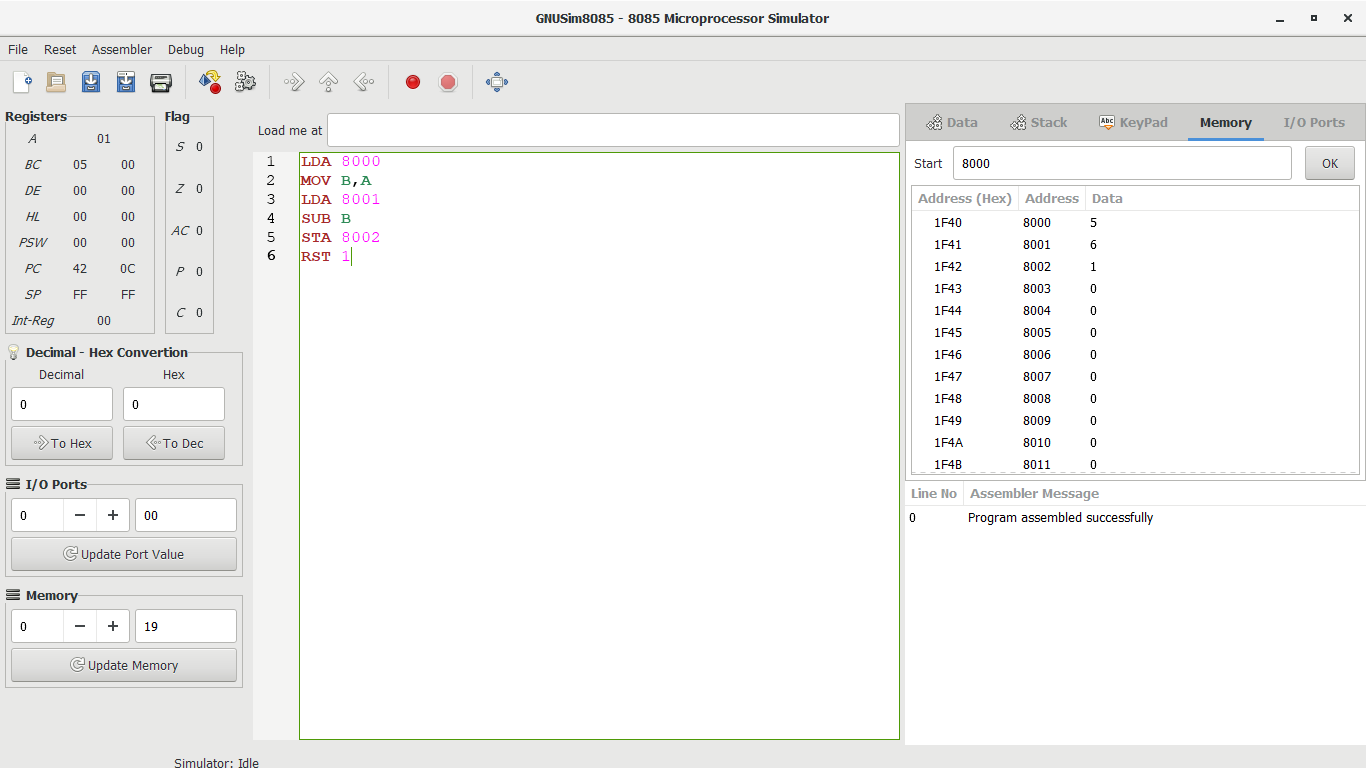 GNUSim8085 - 8085 Microprocessor Simulator
File Reset Assembler Debug Help
Registers
A 01
BC 05 00
DE 00 00
HL 00 00
PSW 00 00
PC 42 0C
SP FF FF
Int-Reg 00
Flag
S 0
Z 0
AC 0
P 0
C 0
Decimal - Hex Convertion
Decimal Hex
0 0
To Hex To Dec
I/O Ports
0 − + 00
Update Port Value
Memory
0 − + 19
Update Memory
Load me at
1 LDA 8000
2 MOV B,A
3 LDA 8001
4 SUB B
5 STA 8002
6 RST 1
Data Stack Abc KeyPad Memory I/O Ports
Start 8000 OK
Address (Hex) Address Data
1F40 8000 5
1F41 8001 6
1F42 8002 1
1F43 8003 0
1F44 8004 0
1F45 8005 0
1F46 8006 0
1F47 8007 0
1F48 8008 0
1F49 8009 0
1F4A 8010 0
1F4B 8011 0
Line No Assembler Message
0 Program assembled successfully
Simulator: Idle